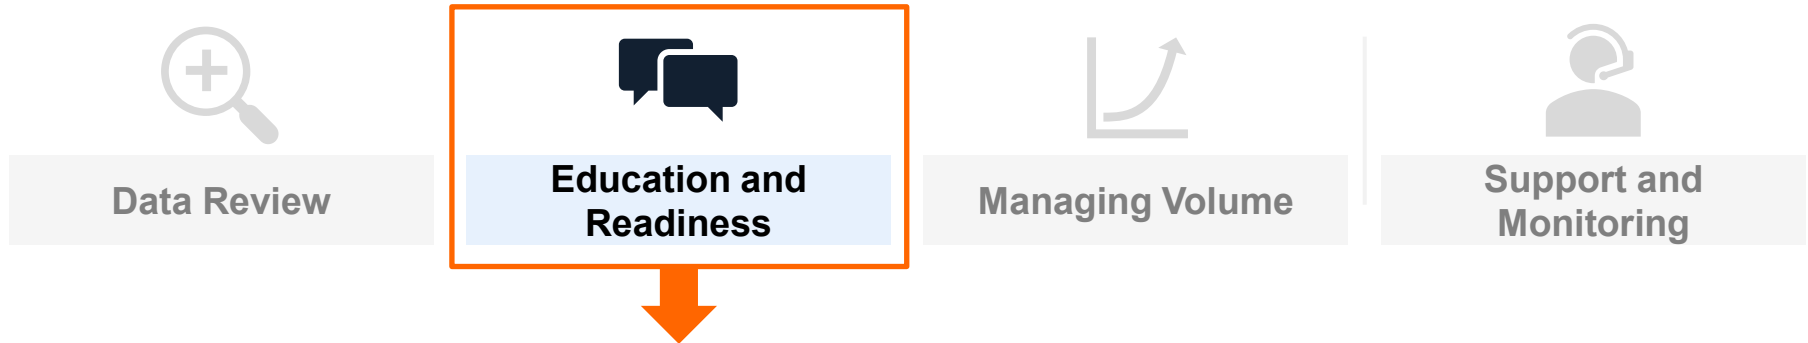 Data Review
Education and
Readiness
Managing Volume
Support and
Monitoring